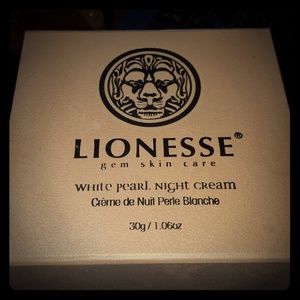 LIONESSE®
gem skin care
WHITE PEARL NIGHT CREAM
Crème de Nuit Perle Blanche
30g / 1.06oz